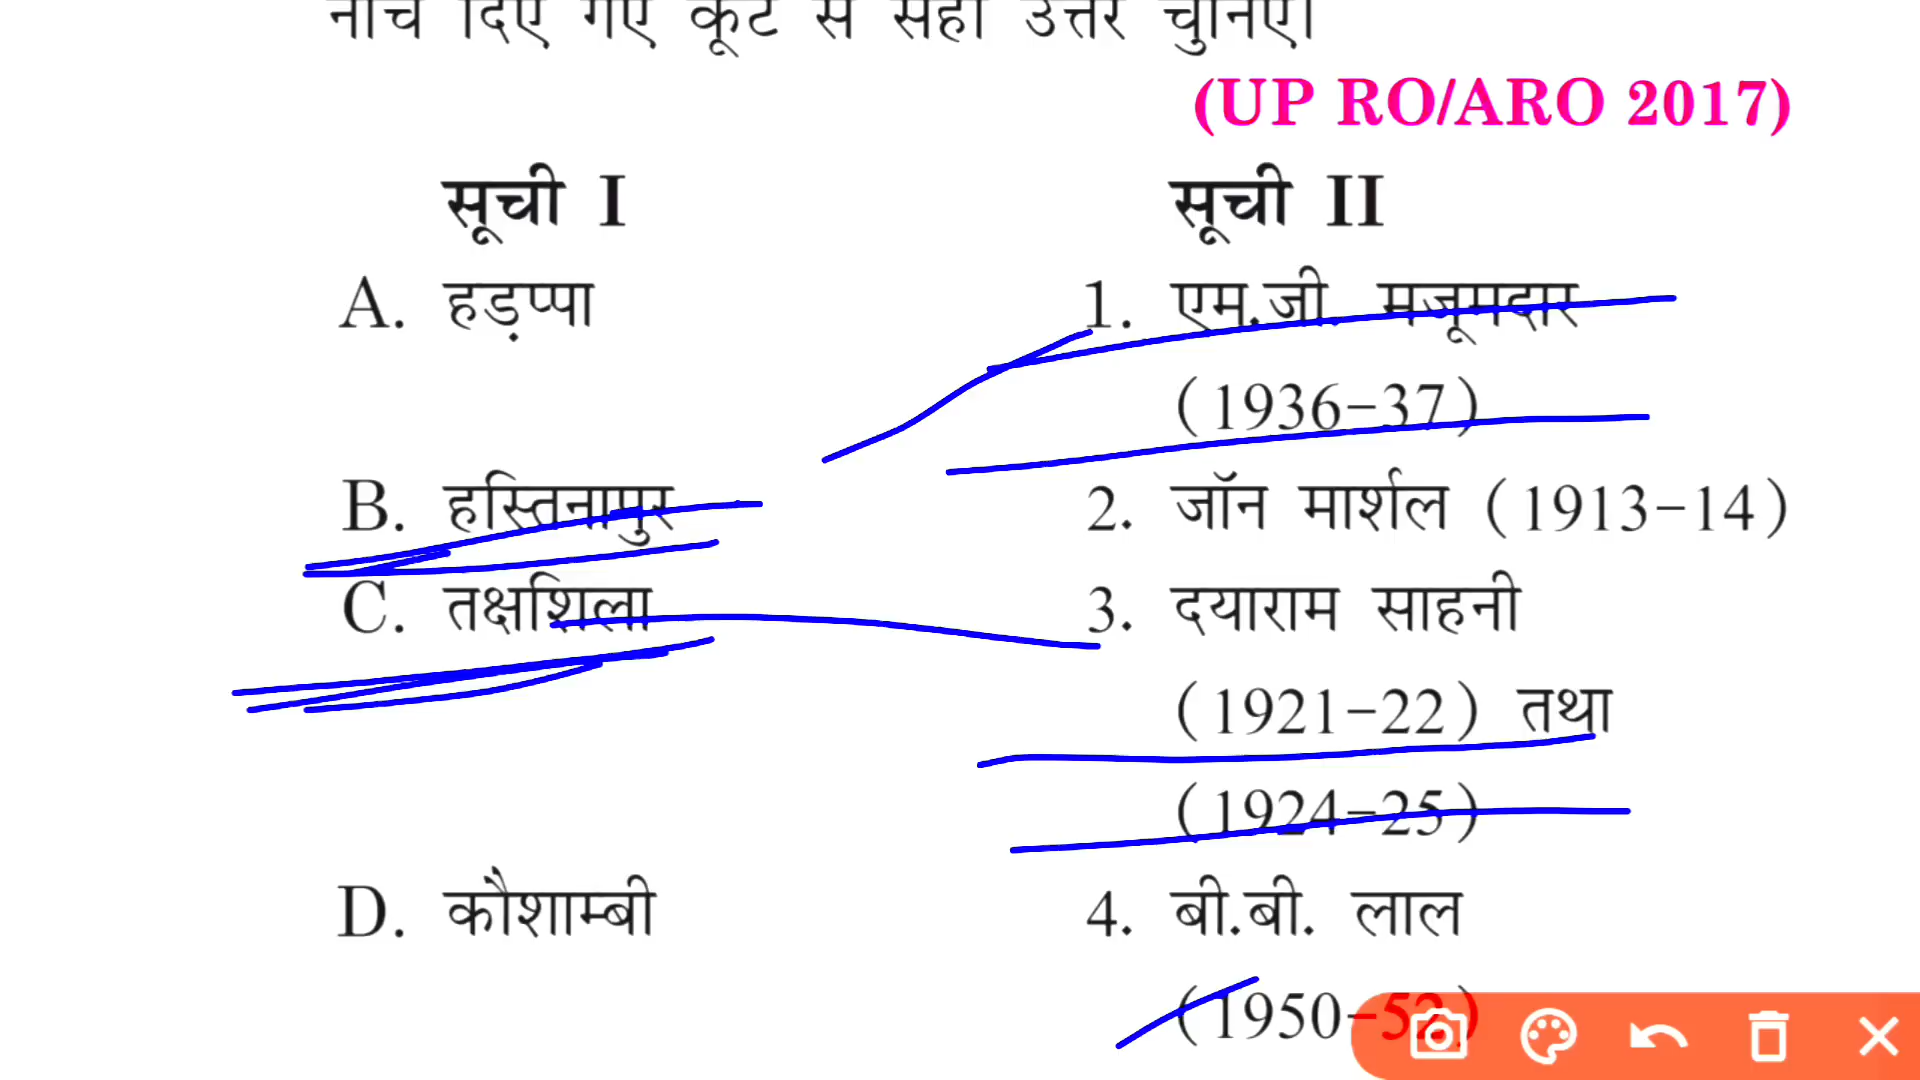 नीचे दिए गए कूट से सही उत्तर चुनिए।
(UP RO/ARO 2017)
सूची I सूची II
A. हड़प्पा 1. एम.जी. मजूमदार
(1936-37)
B. हस्तिनापुर 2. जॉन मार्शल (1913-14)
C. तक्षशिला 3. दयाराम साहनी
(1921-22) तथा
(1924-25)
D. कौशाम्बी 4. बी.बी. लाल
(1950-52)